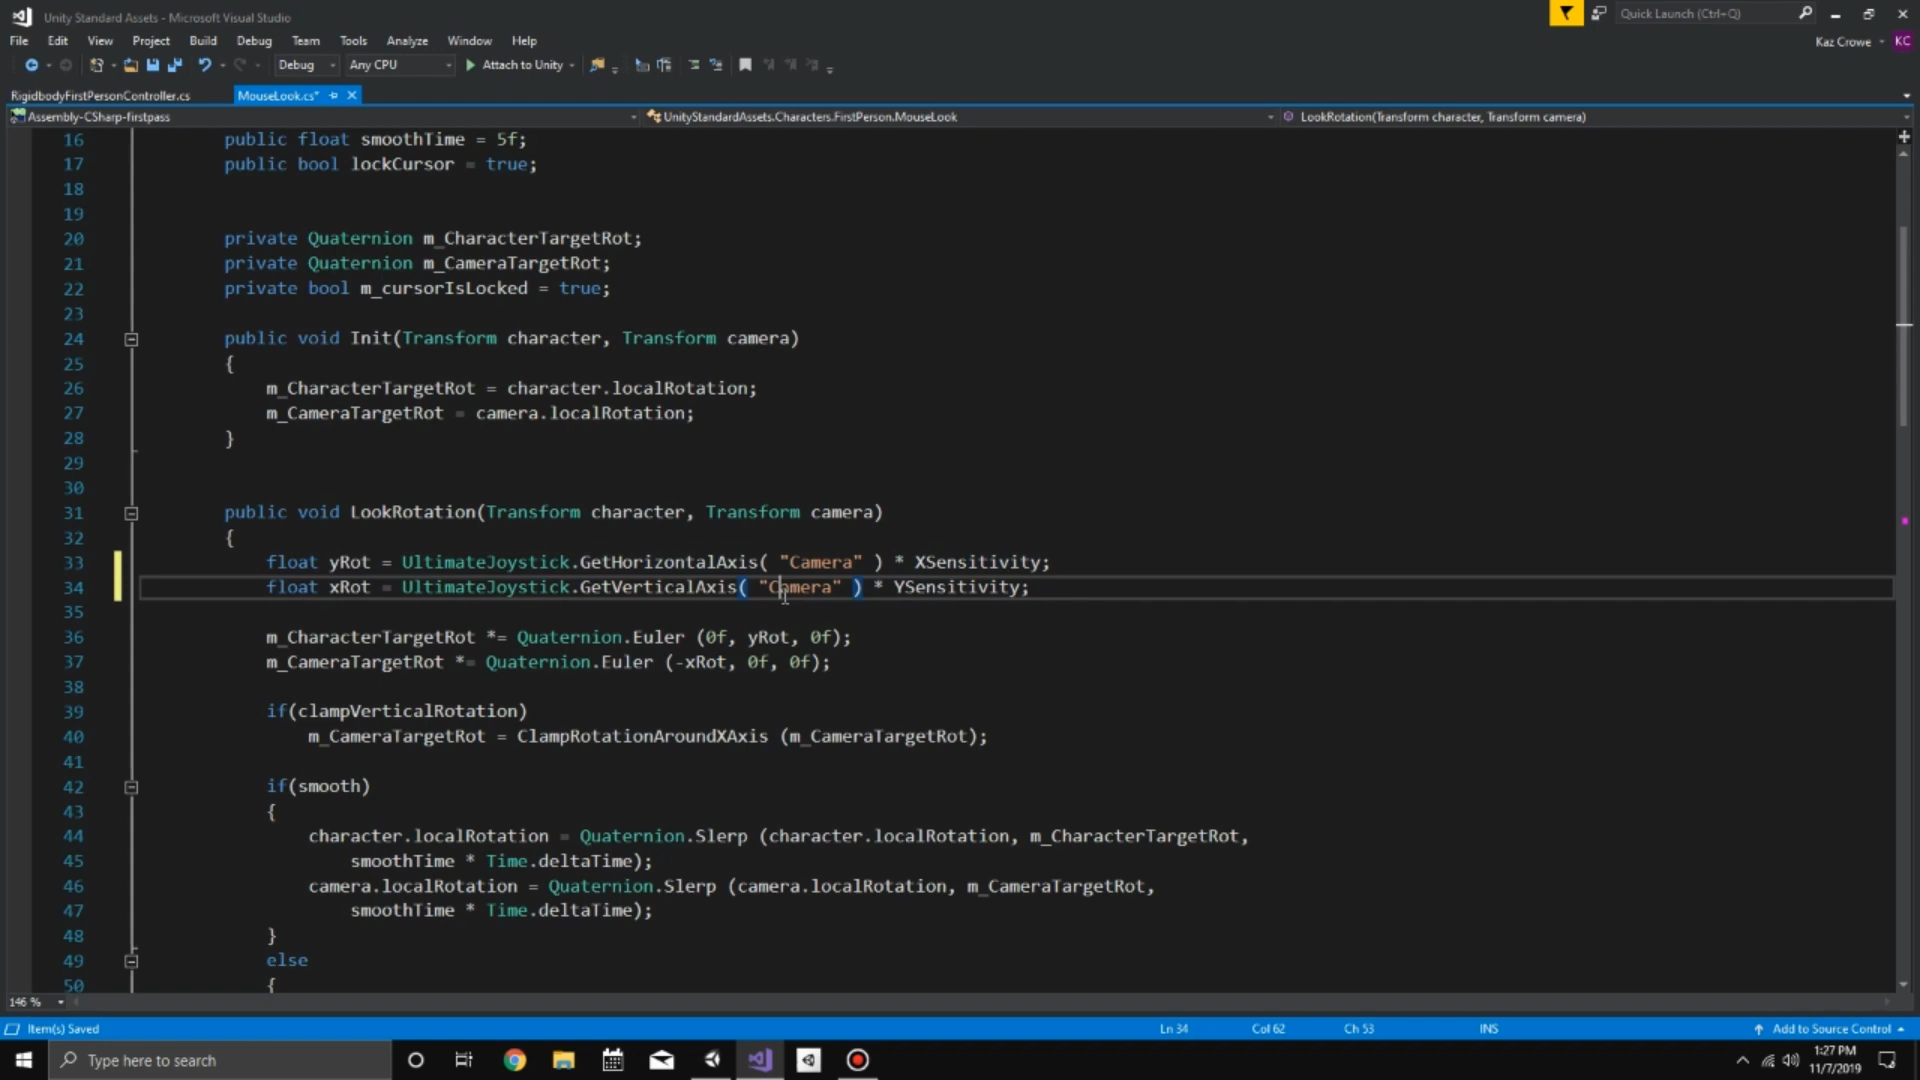 Unity Standard Assets - Microsoft Visual Studio
Quick Launch (Ctrl+Q)
File Edit View Project Build Debug Team Tools Analyze Window Help
Kaz Crowe KC
Debug Any CPU Attach to Unity
RigidbodyFirstPersonController.cs MouseLook.cs*
Assembly-CSharp-firstpass UnityStandardAssets.Characters.FirstPerson.MouseLook LookRotation(Transform character, Transform camera)
16 public float smoothTime = 5f;
17 public bool lockCursor = true;
18
19
20 private Quaternion m_CharacterTargetRot;
21 private Quaternion m_CameraTargetRot;
22 private bool m_cursorIsLocked = true;
23
24 public void Init(Transform character, Transform camera)
25 {
26 m_CharacterTargetRot = character.localRotation;
27 m_CameraTargetRot = camera.localRotation;
28 }
29
30
31 public void LookRotation(Transform character, Transform camera)
32 {
33 float yRot = UltimateJoystick.GetHorizontalAxis( "Camera" ) * XSensitivity;
34 float xRot = UltimateJoystick.GetVerticalAxis( "Camera" ) * YSensitivity;
35
36 m_CharacterTargetRot *= Quaternion.Euler (0f, yRot, 0f);
37 m_CameraTargetRot *= Quaternion.Euler (-xRot, 0f, 0f);
38
39 if(clampVerticalRotation)
40 m_CameraTargetRot = ClampRotationAroundXAxis (m_CameraTargetRot);
41
42 if(smooth)
43 {
44 character.localRotation = Quaternion.Slerp (character.localRotation, m_CharacterTargetRot,
45 smoothTime * Time.deltaTime);
46 camera.localRotation = Quaternion.Slerp (camera.localRotation, m_CameraTargetRot,
47 smoothTime * Time.deltaTime);
48 }
49 else
50 {
146 %
Item(s) Saved Ln 34 Col 62 Ch 53 INS Add to Source Control
Type here to search
1:27 PM
11/7/2019